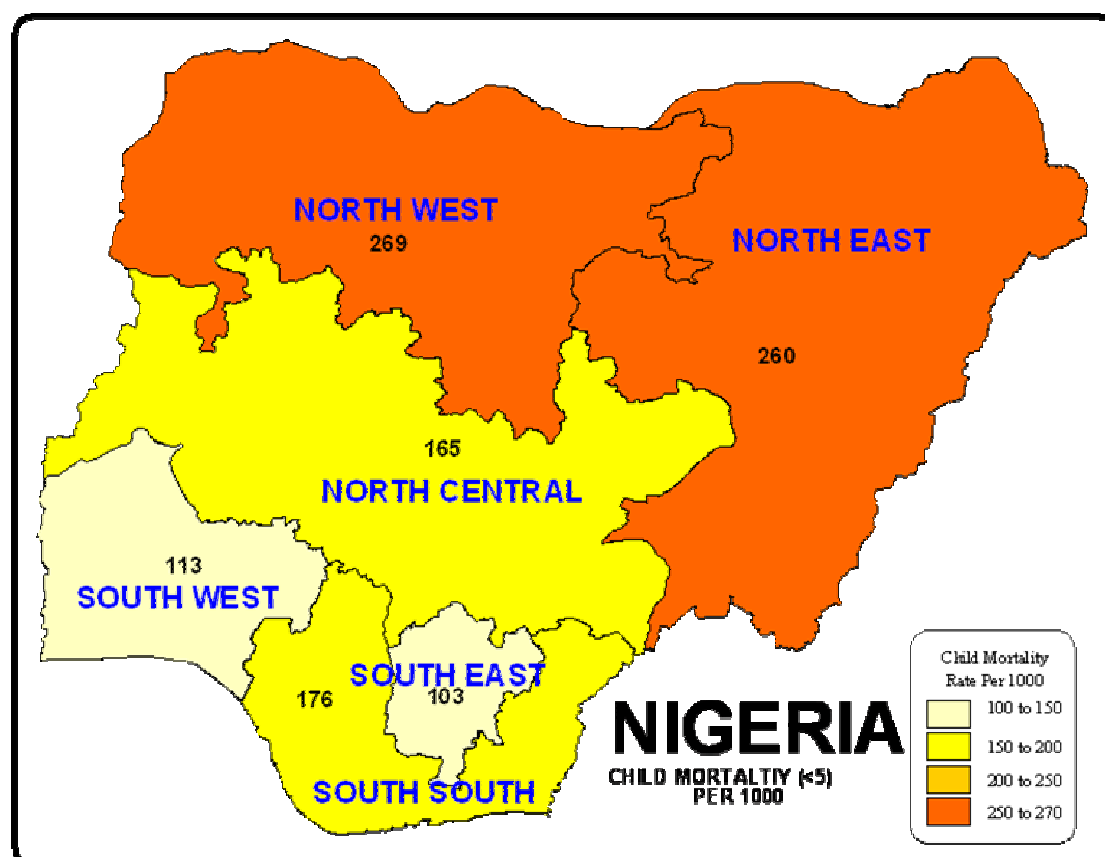 NORTH WEST
269
NORTH EAST
260
165
NORTH CENTRAL
113
SOUTH WEST
SOUTH EAST
103
176
SOUTH SOUTH
NIGERIA
CHILD MORTALTIY (<5)
PER 1000
Child Mortality
Rate Per 1000
100 to 150
150 to 200
200 to 250
250 to 270